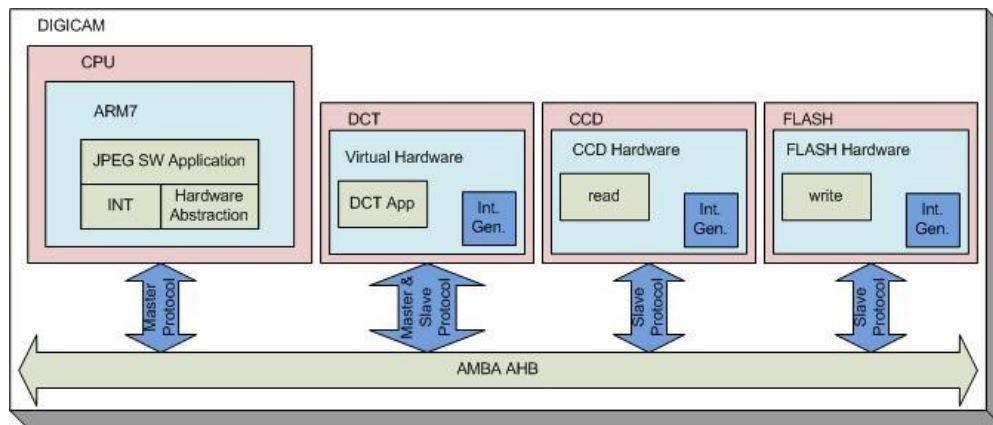 DIGICAM
CPU
ARM7
JPEG SW Application
INT
Hardware
Abstraction
DCT
Virtual Hardware
DCT App
Int.
Gen.
CCD
CCD Hardware
read
Int.
Gen.
FLASH
FLASH Hardware
write
Int.
Gen.
Master
Protocol
Master &
Slave
Protocol
Slave
Protocol
Slave
Protocol
AMBA AHB